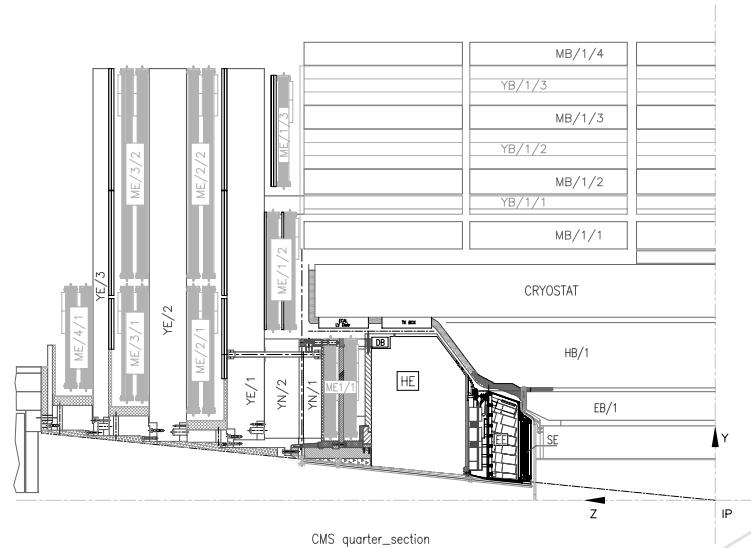 MB/1/4
YB/1/3
MB/1/3
YB/1/2
MB/1/2
YB/1/1
MB/1/1
CRYOSTAT
ME/1/3
ME/3/2
ME/2/2
ME/1/2
YE/3
YE/2
ME/4/1
ME/3/1
ME/2/1
YE/1
YN/2
YN/1
ME1/1
TK BOX
DB
HE
HB/1
EB/1
EE
SE
Y
Z
IP
CMS quarter_section